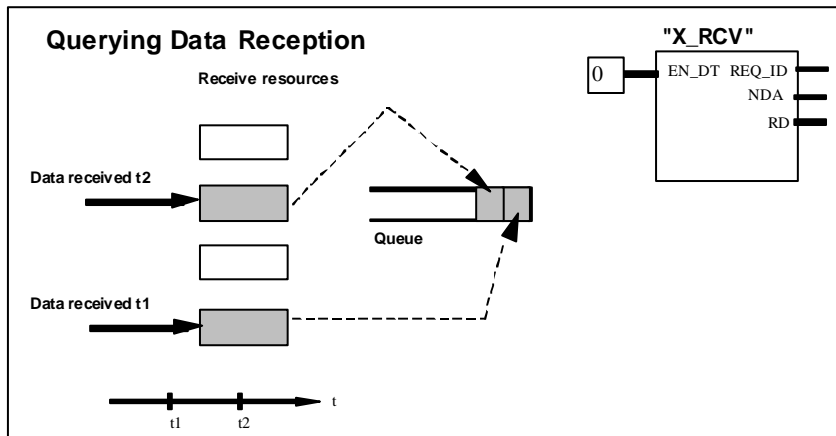 Querying Data Reception
Receive resources
Data received t2
Queue
Data received t1
t
t1 t2
"X_RCV"
0
EN_DT REQ_ID
NDA
RD